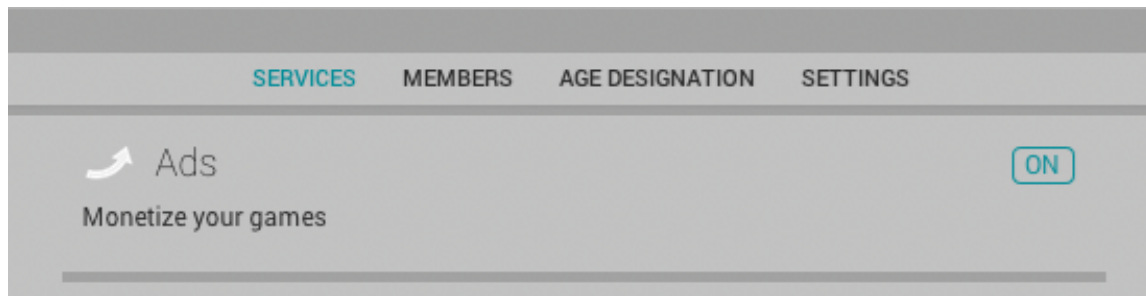 SERVICES MEMBERS AGE DESIGNATION SETTINGS
Ads ON
Monetize your games